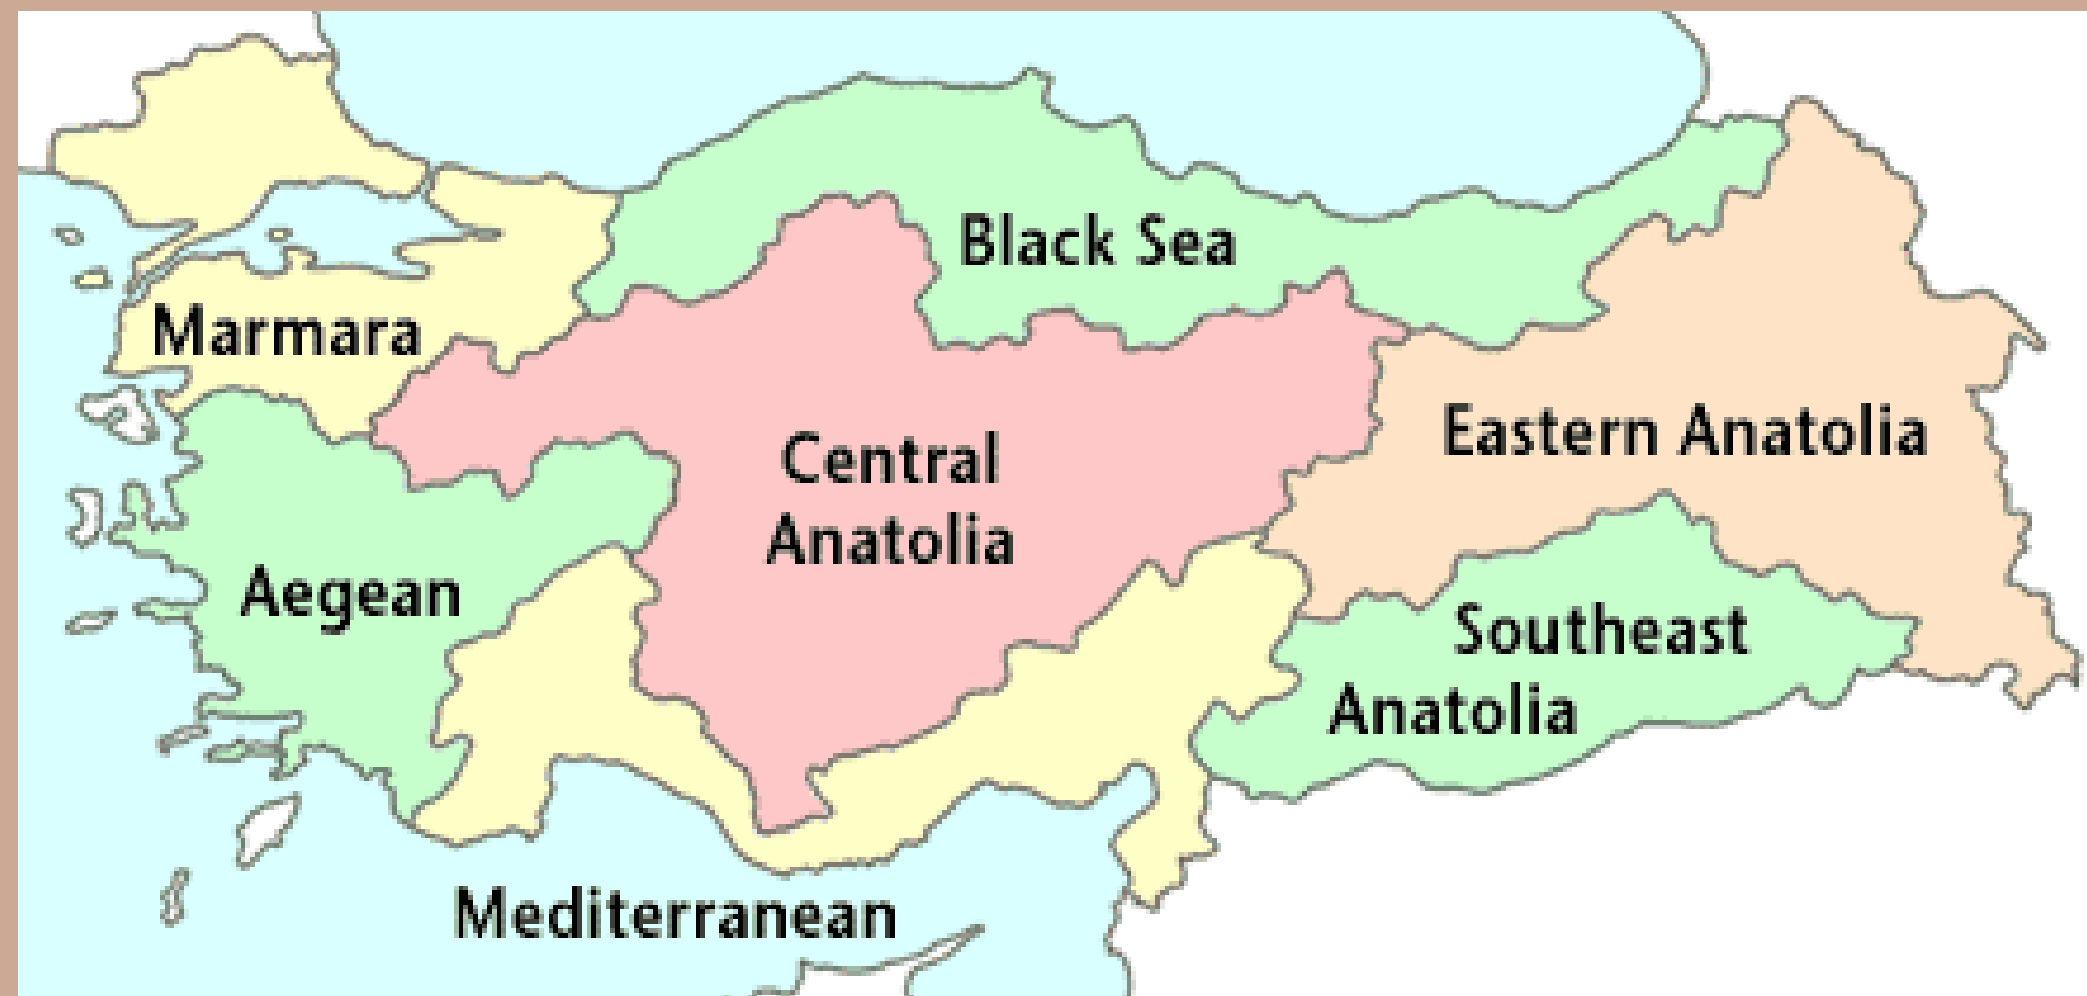 Black Sea
Marmara
Central
Anatolia
Eastern Anatolia
Aegean
Southeast
Anatolia
Mediterranean